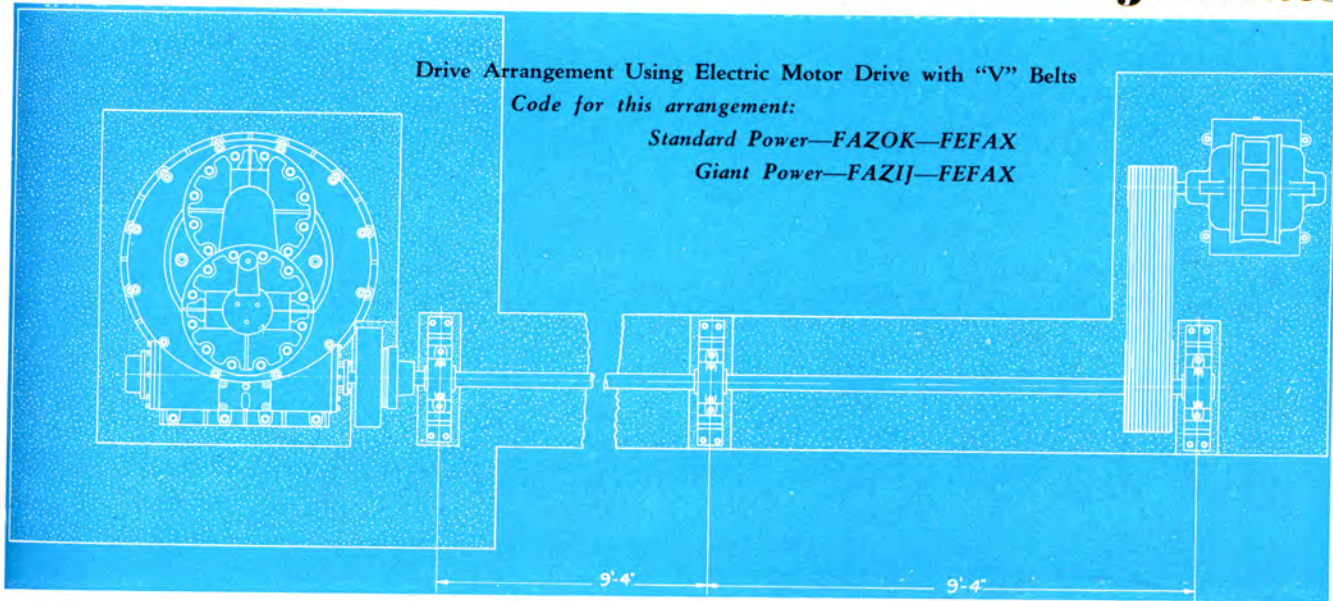 Drive Arrangement Using Electric Motor Drive with "V" Belts
Code for this arrangement:
Standard Power—FAZOK—FEFAX
Giant Power—FAZIJ—FEFAX
9'-4" 9'-4"